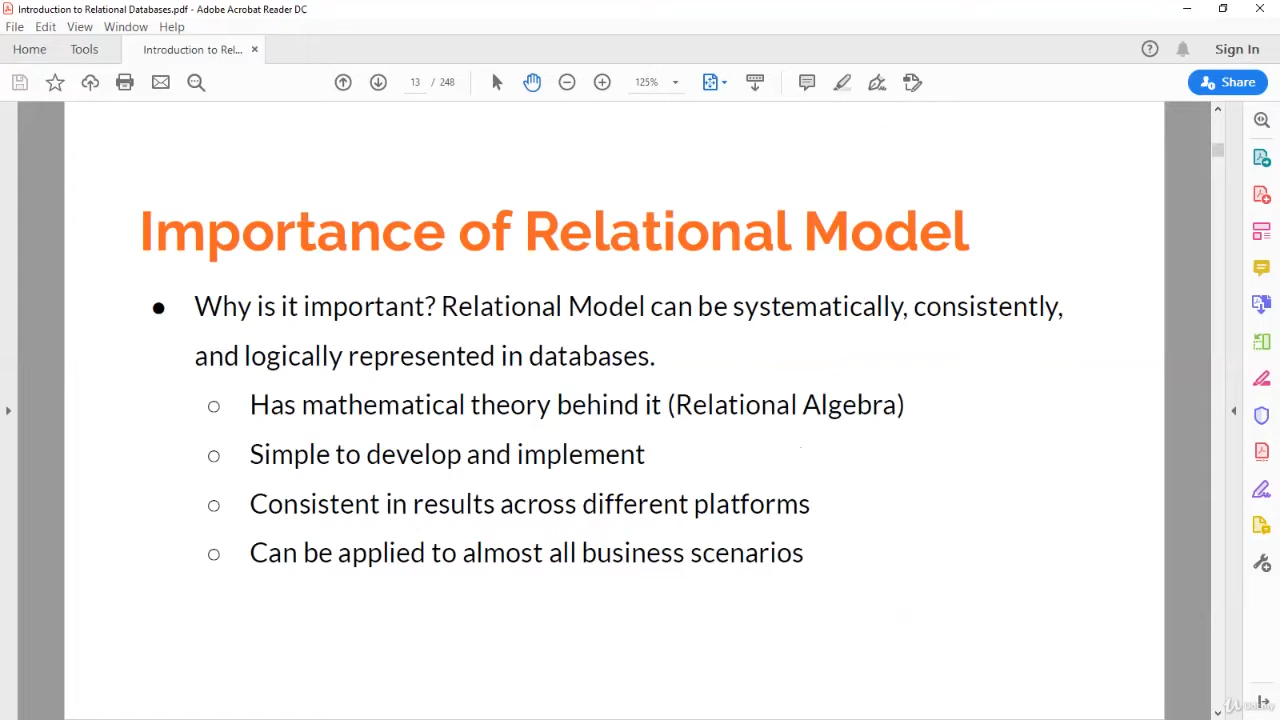 Introduction to Relational Databases.pdf - Adobe Acrobat Reader DC
File Edit View Window Help
Home Tools Introduction to Rel... × Sign In
13 / 248 125% Share
Importance of Relational Model
● Why is it important? Relational Model can be systematically, consistently,
and logically represented in databases.
○ Has mathematical theory behind it (Relational Algebra)
○ Simple to develop and implement
○ Consistent in results across different platforms
○ Can be applied to almost all business scenarios